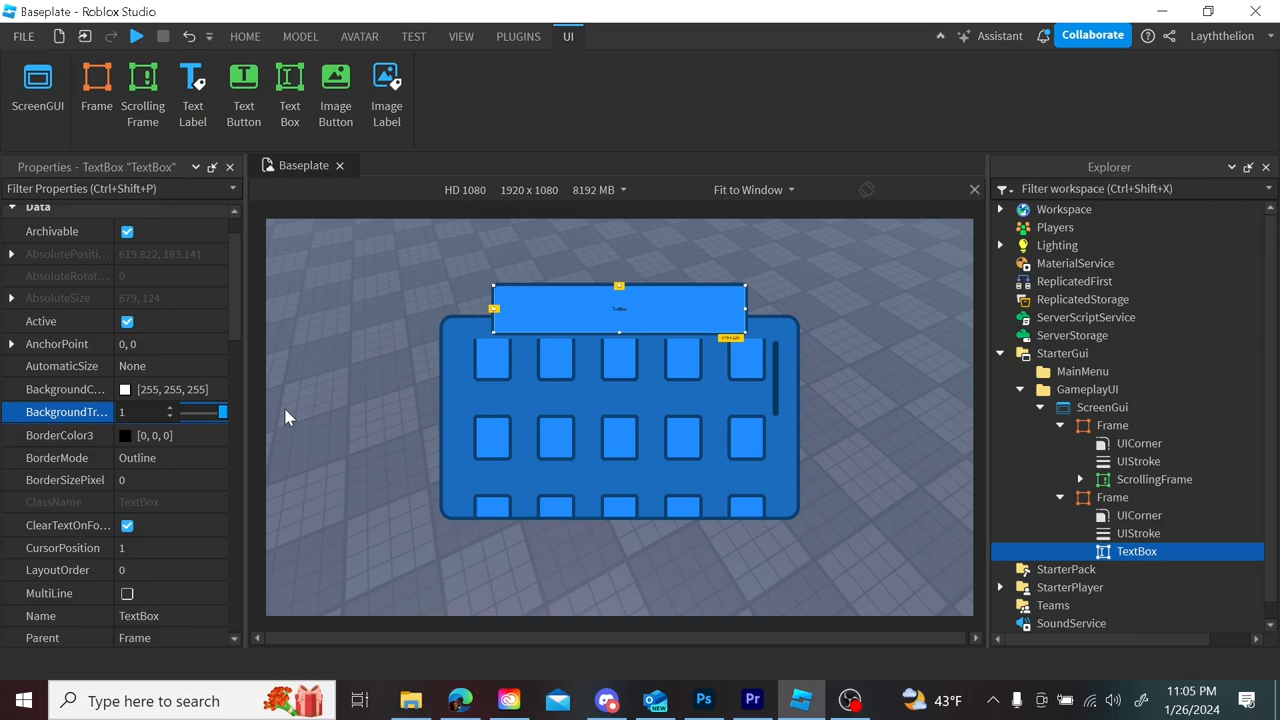 Baseplate - Roblox Studio
FILE HOME MODEL AVATAR TEST VIEW PLUGINS UI Assistant Collaborate Layththelion
ScreenGUI Frame Scrolling Frame Text Label Text Button Text Box Image Button Image Label
Properties - TextBox "TextBox"
Filter Properties (Ctrl+Shift+P)
Data
Archivable
AbsolutePositi... 619.822, 183.141
AbsoluteRotat... 0
AbsoluteSize 679, 124
Active
AnchorPoint 0, 0
AutomaticSize None
BackgroundC... [255, 255, 255]
BackgroundTr... 1
BorderColor3 [0, 0, 0]
BorderMode Outline
BorderSizePixel 0
ClassName TextBox
ClearTextOnFo...
CursorPosition 1
LayoutOrder 0
MultiLine
Name TextBox
Parent Frame
Baseplate
HD 1080 1920 x 1080 8192 MB Fit to Window
TextBox
Explorer
Filter workspace (Ctrl+Shift+X)
Workspace
Players
Lighting
MaterialService
ReplicatedFirst
ReplicatedStorage
ServerScriptService
ServerStorage
StarterGui
MainMenu
GameplayUI
ScreenGui
Frame
UICorner
UIStroke
ScrollingFrame
Frame
UICorner
UIStroke
TextBox
StarterPack
StarterPlayer
Teams
SoundService
Type here to search
43°F
11:05 PM
1/26/2024